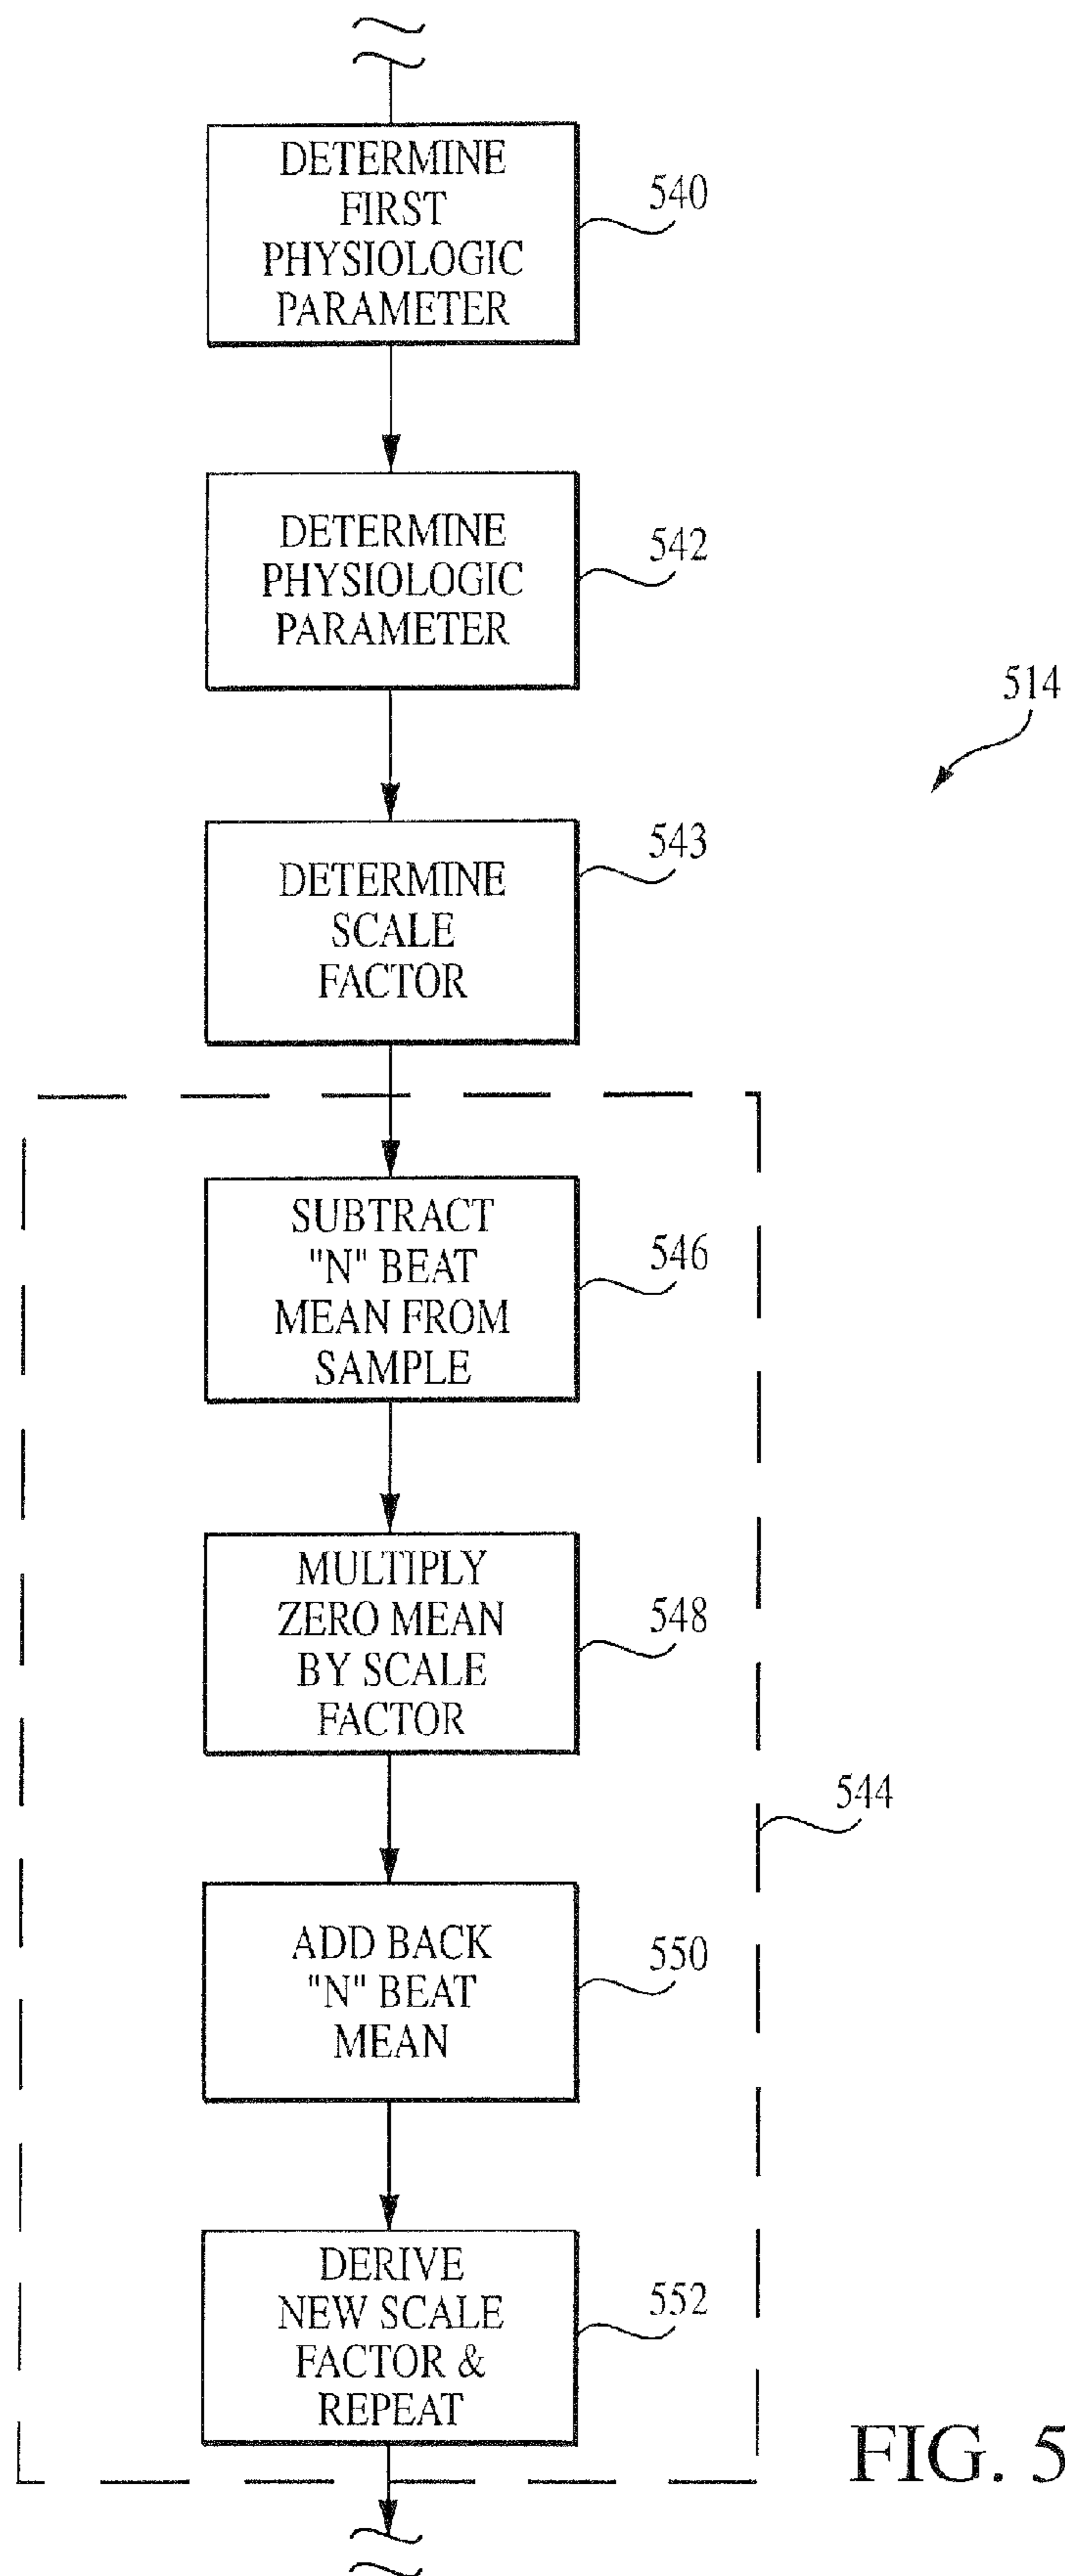 DETERMINE
FIRST
PHYSIOLOGIC
PARAMETER
540
DETERMINE
PHYSIOLOGIC
PARAMETER
542
514
DETERMINE
SCALE
FACTOR
543
SUBTRACT
"N" BEAT
MEAN FROM
SAMPLE
546
MULTIPLY
ZERO MEAN
BY SCALE
FACTOR
548
544
ADD BACK
"N" BEAT
MEAN
550
DERIVE
NEW SCALE
FACTOR &
REPEAT
552
FIG. 5